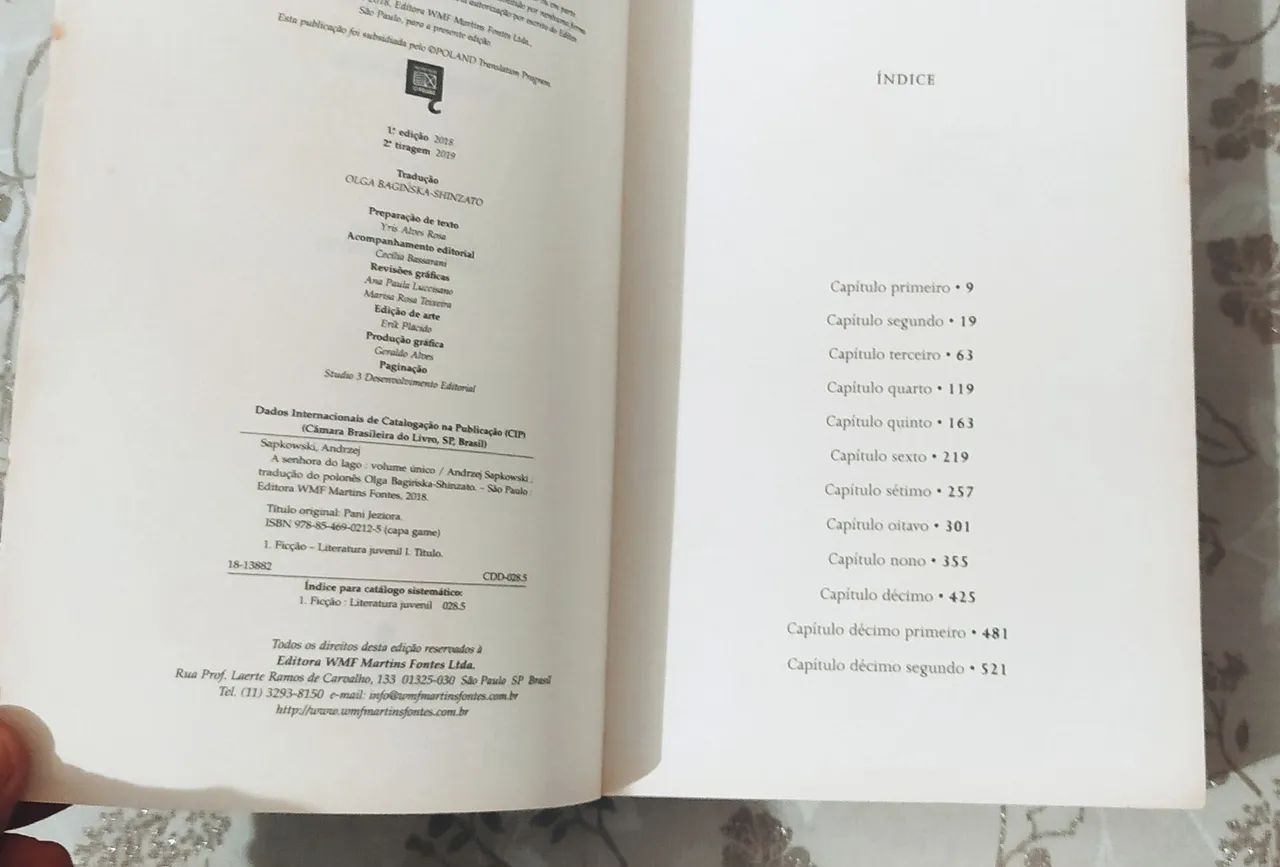 2018, Editora WMF Martins Fontes Ltda.,
São Paulo, para a presente edição.
Esta publicação foi subsidiada pelo ©POLAND Translation Program.
1ª edição 2018
2ª tiragem 2019
Tradução
OLGA BAGIŃSKA-SHINZATO
Preparação de texto
Yris Alves Rosa
Acompanhamento editorial
Cecília Bassarani
Revisões gráficas
Ana Paula Luccisano
Marisa Rosa Teixeira
Edição de arte
Erik Plácido
Produção gráfica
Geraldo Alves
Paginação
Studio 3 Desenvolvimento Editorial
Dados Internacionais de Catalogação na Publicação (CIP)
(Câmara Brasileira do Livro, SP, Brasil)
Sapkowski, Andrzej
A senhora do lago : volume único / Andrzej Sapkowski ;
tradução do polonês Olga Bagińska-Shinzato. – São Paulo :
Editora WMF Martins Fontes, 2018.
Título original: Pani Jeziora.
ISBN 978-85-469-0212-5 (capa game)
1. Ficção – Literatura juvenil I. Título.
18-13882 CDD-028.5
Índice para catálogo sistemático:
1. Ficção : Literatura juvenil 028.5
Todos os direitos desta edição reservados à
Editora WMF Martins Fontes Ltda.
Rua Prof. Laerte Ramos de Carvalho, 133 01325-030 São Paulo SP Brasil
Tel. (11) 3293-8150 e-mail: info@wmfmartinsfontes.com.br
http://www.wmfmartinsfontes.com.br
ÍNDICE
Capítulo primeiro • 9
Capítulo segundo • 19
Capítulo terceiro • 63
Capítulo quarto • 119
Capítulo quinto • 163
Capítulo sexto • 219
Capítulo sétimo • 257
Capítulo oitavo • 301
Capítulo nono • 355
Capítulo décimo • 425
Capítulo décimo primeiro • 481
Capítulo décimo segundo • 521